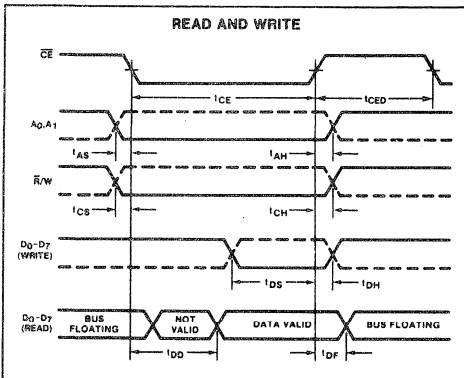 READ AND WRITE
C̅E̅
tCE
tCED
A0,A1
tAS
tAH
R̅/W
tCS
tCH
D0-D7
(WRITE)
tDS
tDH
D0-D7
(READ)
BUS
FLOATING
NOT
VALID
DATA VALID
BUS FLOATING
tDD
tDF